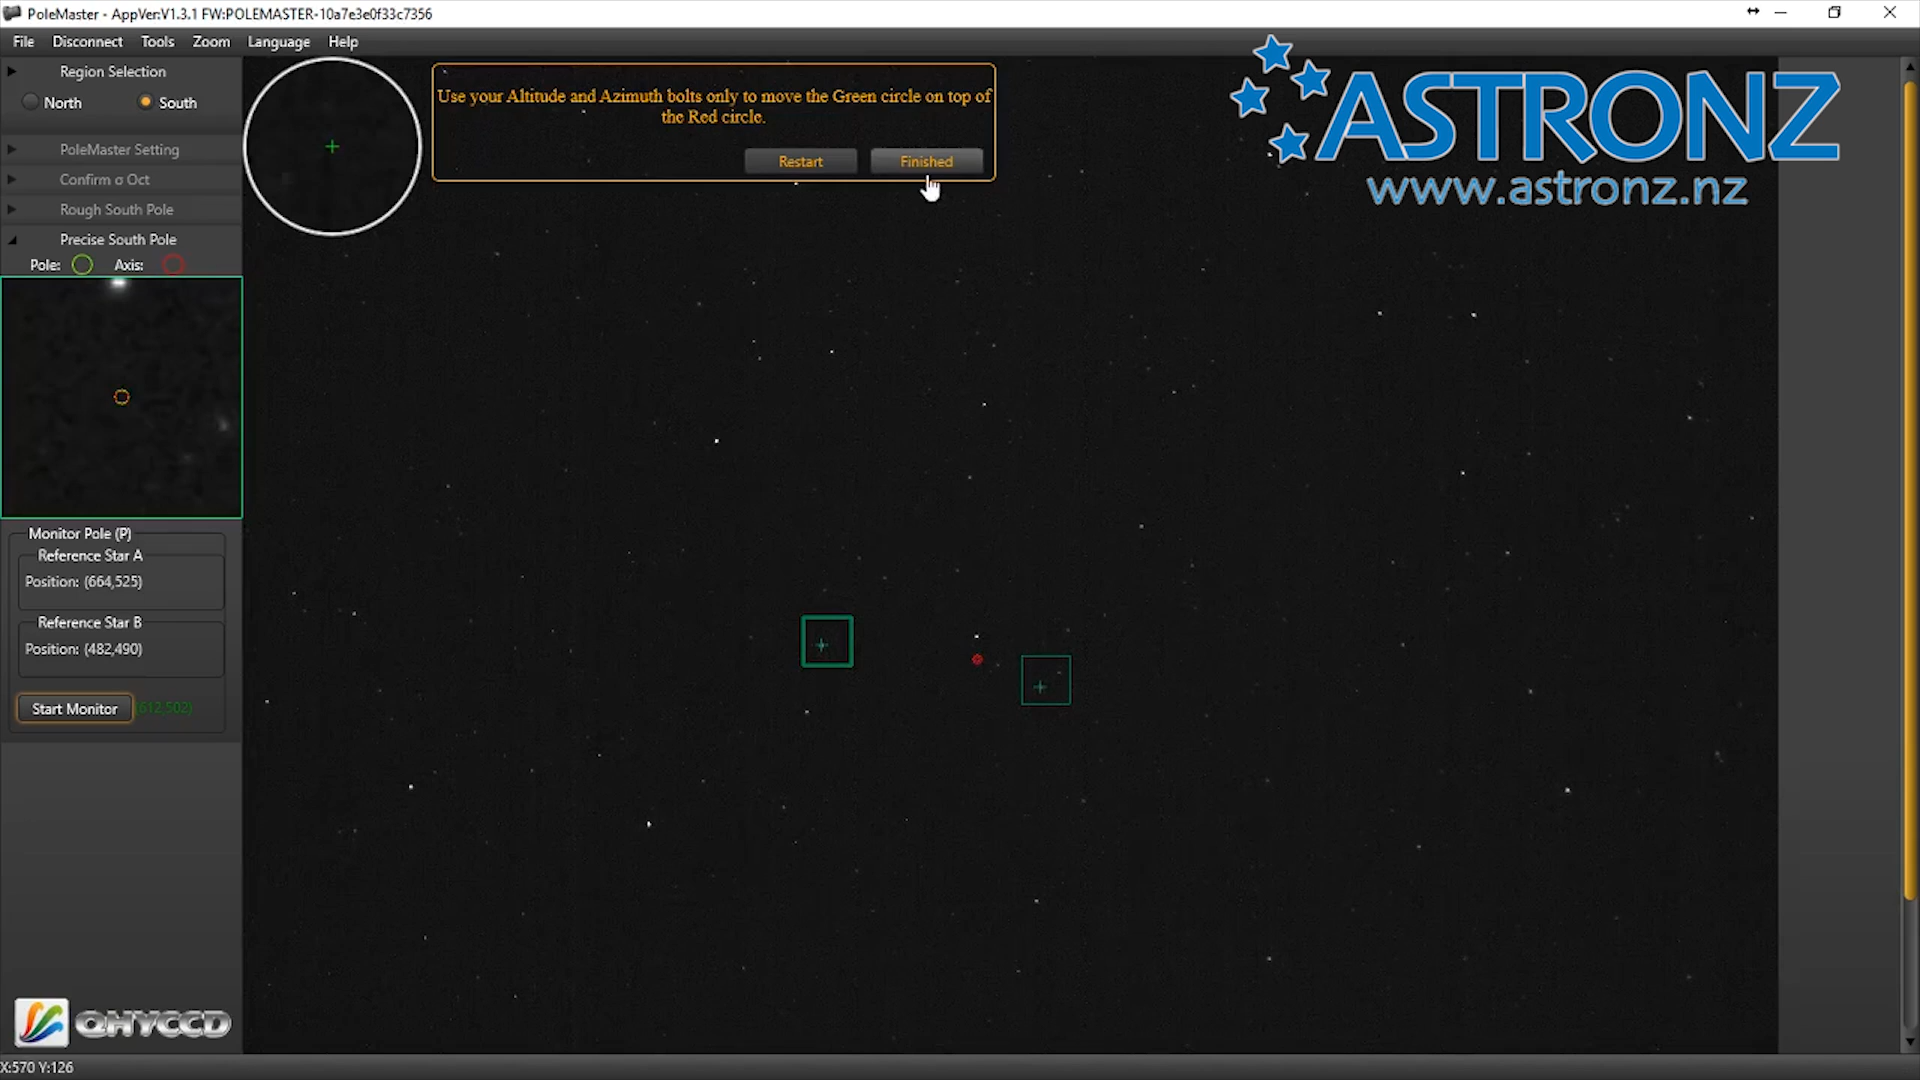 PoleMaster - AppVer:V1.3.1 FW:POLEMASTER-10a7e3e0f33c7356
File Disconnect Tools Zoom Language Help
Region Selection
North South
PoleMaster Setting
Confirm σ Oct
Rough South Pole
Precise South Pole
Pole: Axis:
Use your Altitude and Azimuth bolts only to move the Green circle on top of
the Red circle.
Restart Finished
ASTRONZ
www.astronz.nz
Monitor Pole (P)
Reference Star A
Position: (664,525)
Reference Star B
Position: (482,490)
Start Monitor (612,502)
QHYCCD
X:570 Y:126